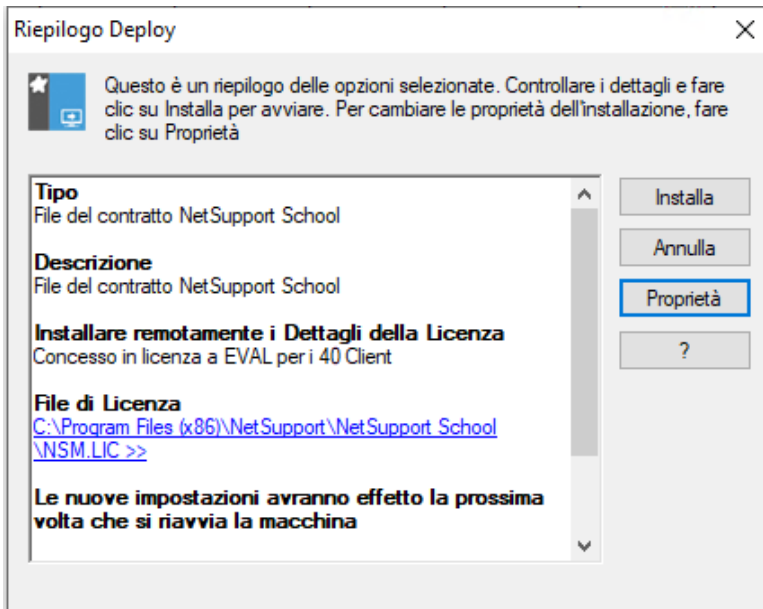 Riepilogo Deploy
Questo è un riepilogo delle opzioni selezionate. Controllare i dettagli e fare
clic su Installa per avviare. Per cambiare le proprietà dell'installazione, fare
clic su Proprietà
Tipo
File del contratto NetSupport School
Descrizione
File del contratto NetSupport School
Installare remotamente i Dettagli della Licenza
Concesso in licenza a EVAL per i 40 Client
File di Licenza
C:\Program Files (x86)\NetSupport\NetSupport School
\NSM.LIC >>
Le nuove impostazioni avranno effetto la prossima
volta che si riavvia la macchina
Installa
Annulla
Proprietà
?